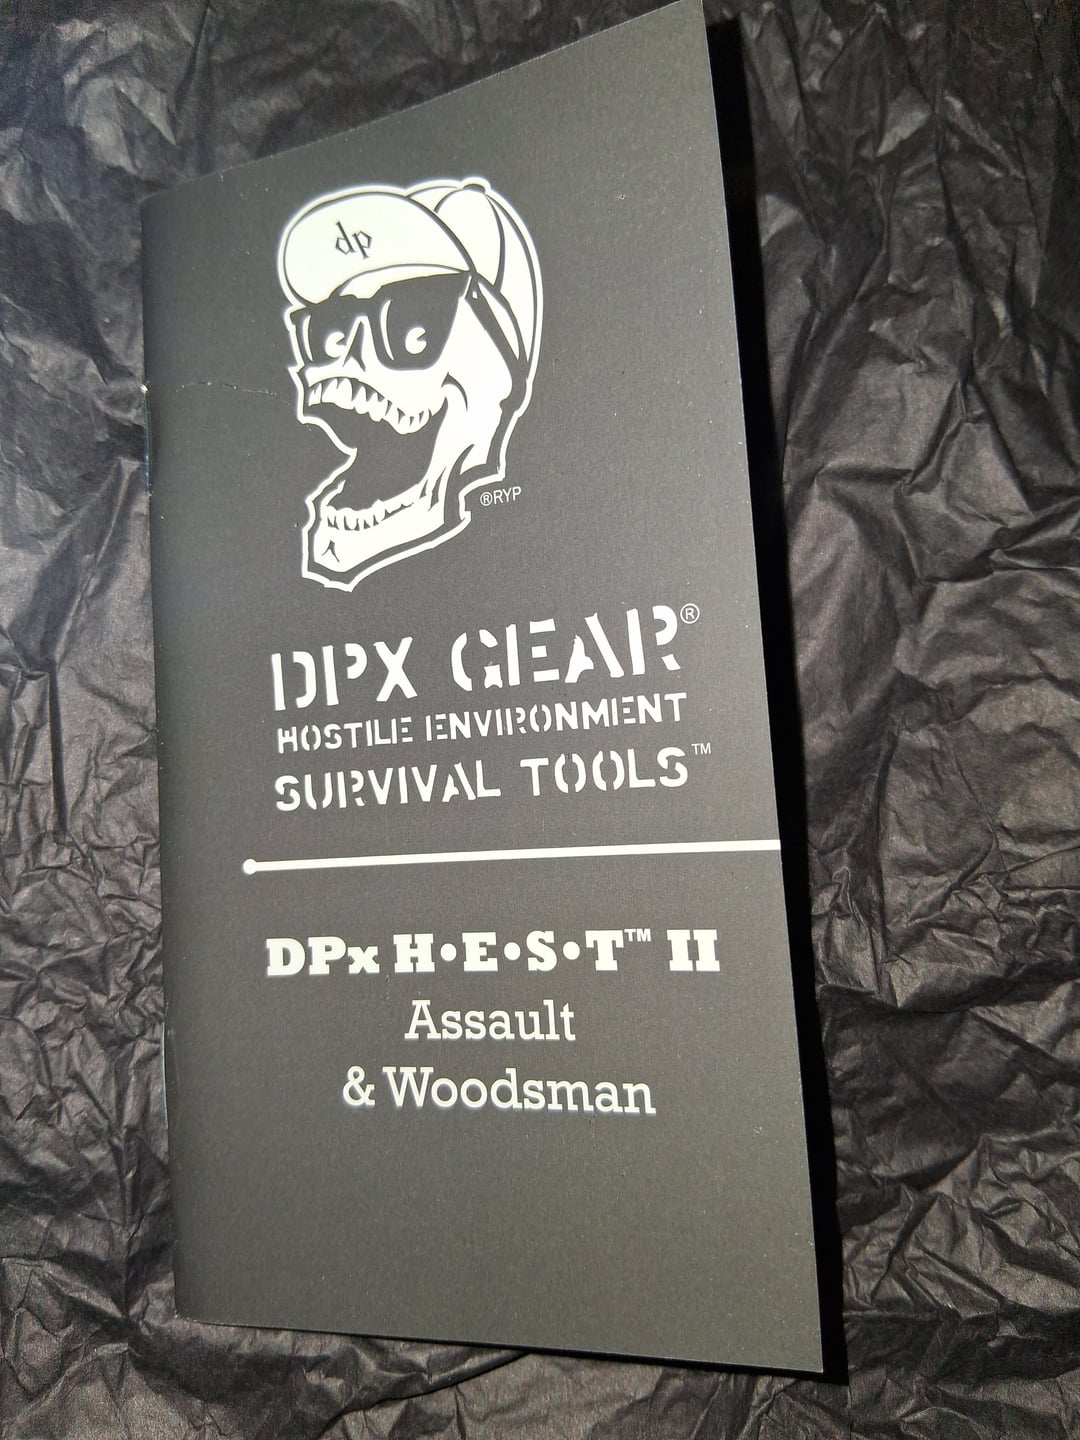 dp
®RYP
DPX GEAR®
HOSTILE ENVIRONMENT
SURVIVAL TOOLS™
DPx H•E•S•T™ II
Assault
& Woodsman